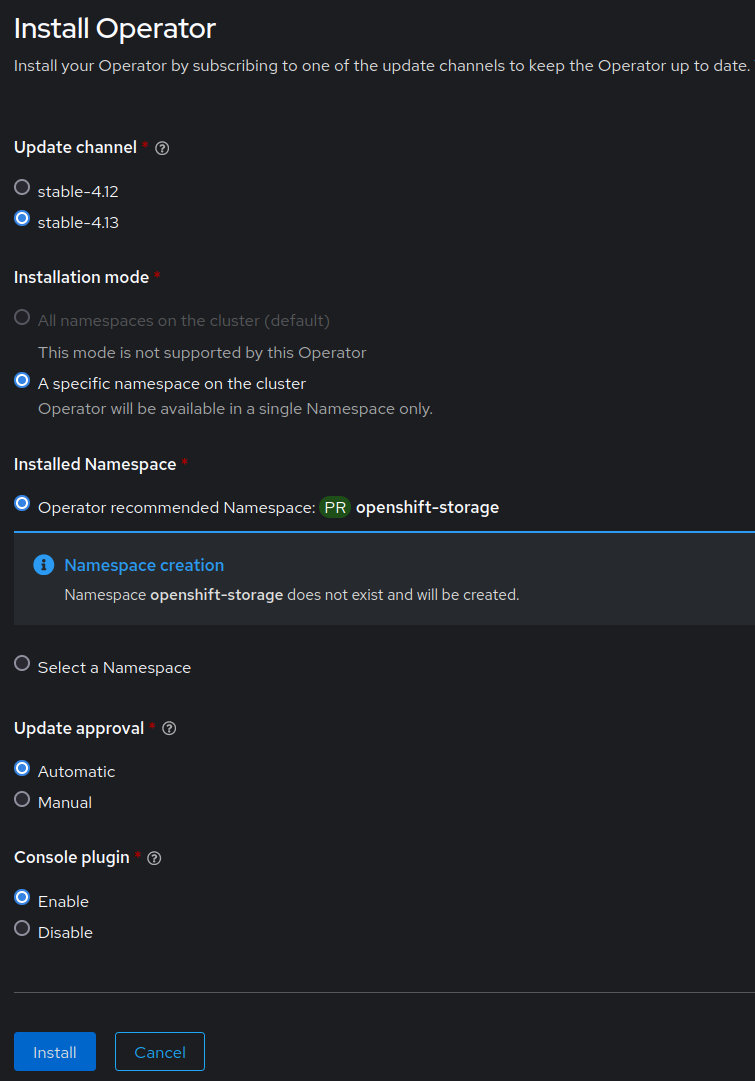 Install Operator
Install your Operator by subscribing to one of the update channels to keep the Operator up to date.
Update channel *
stable-4.12
stable-4.13
Installation mode *
All namespaces on the cluster (default)
This mode is not supported by this Operator
A specific namespace on the cluster
Operator will be available in a single Namespace only.
Installed Namespace *
Operator recommended Namespace: PR openshift-storage
Namespace creation
Namespace openshift-storage does not exist and will be created.
Select a Namespace
Update approval *
Automatic
Manual
Console plugin *
Enable
Disable
Install Cancel